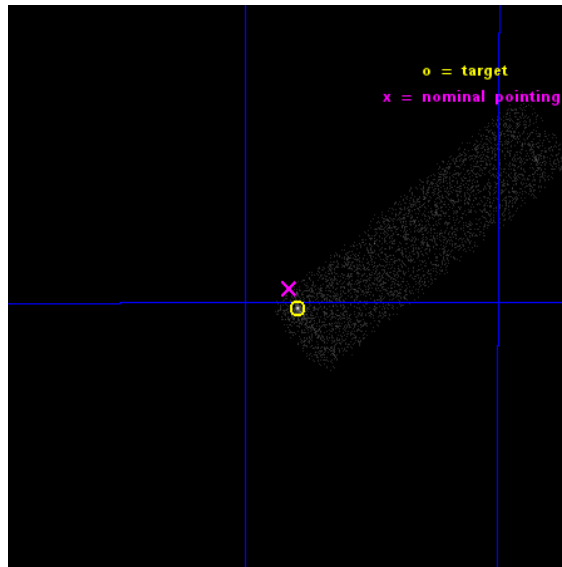 o = target
x = nominal pointing